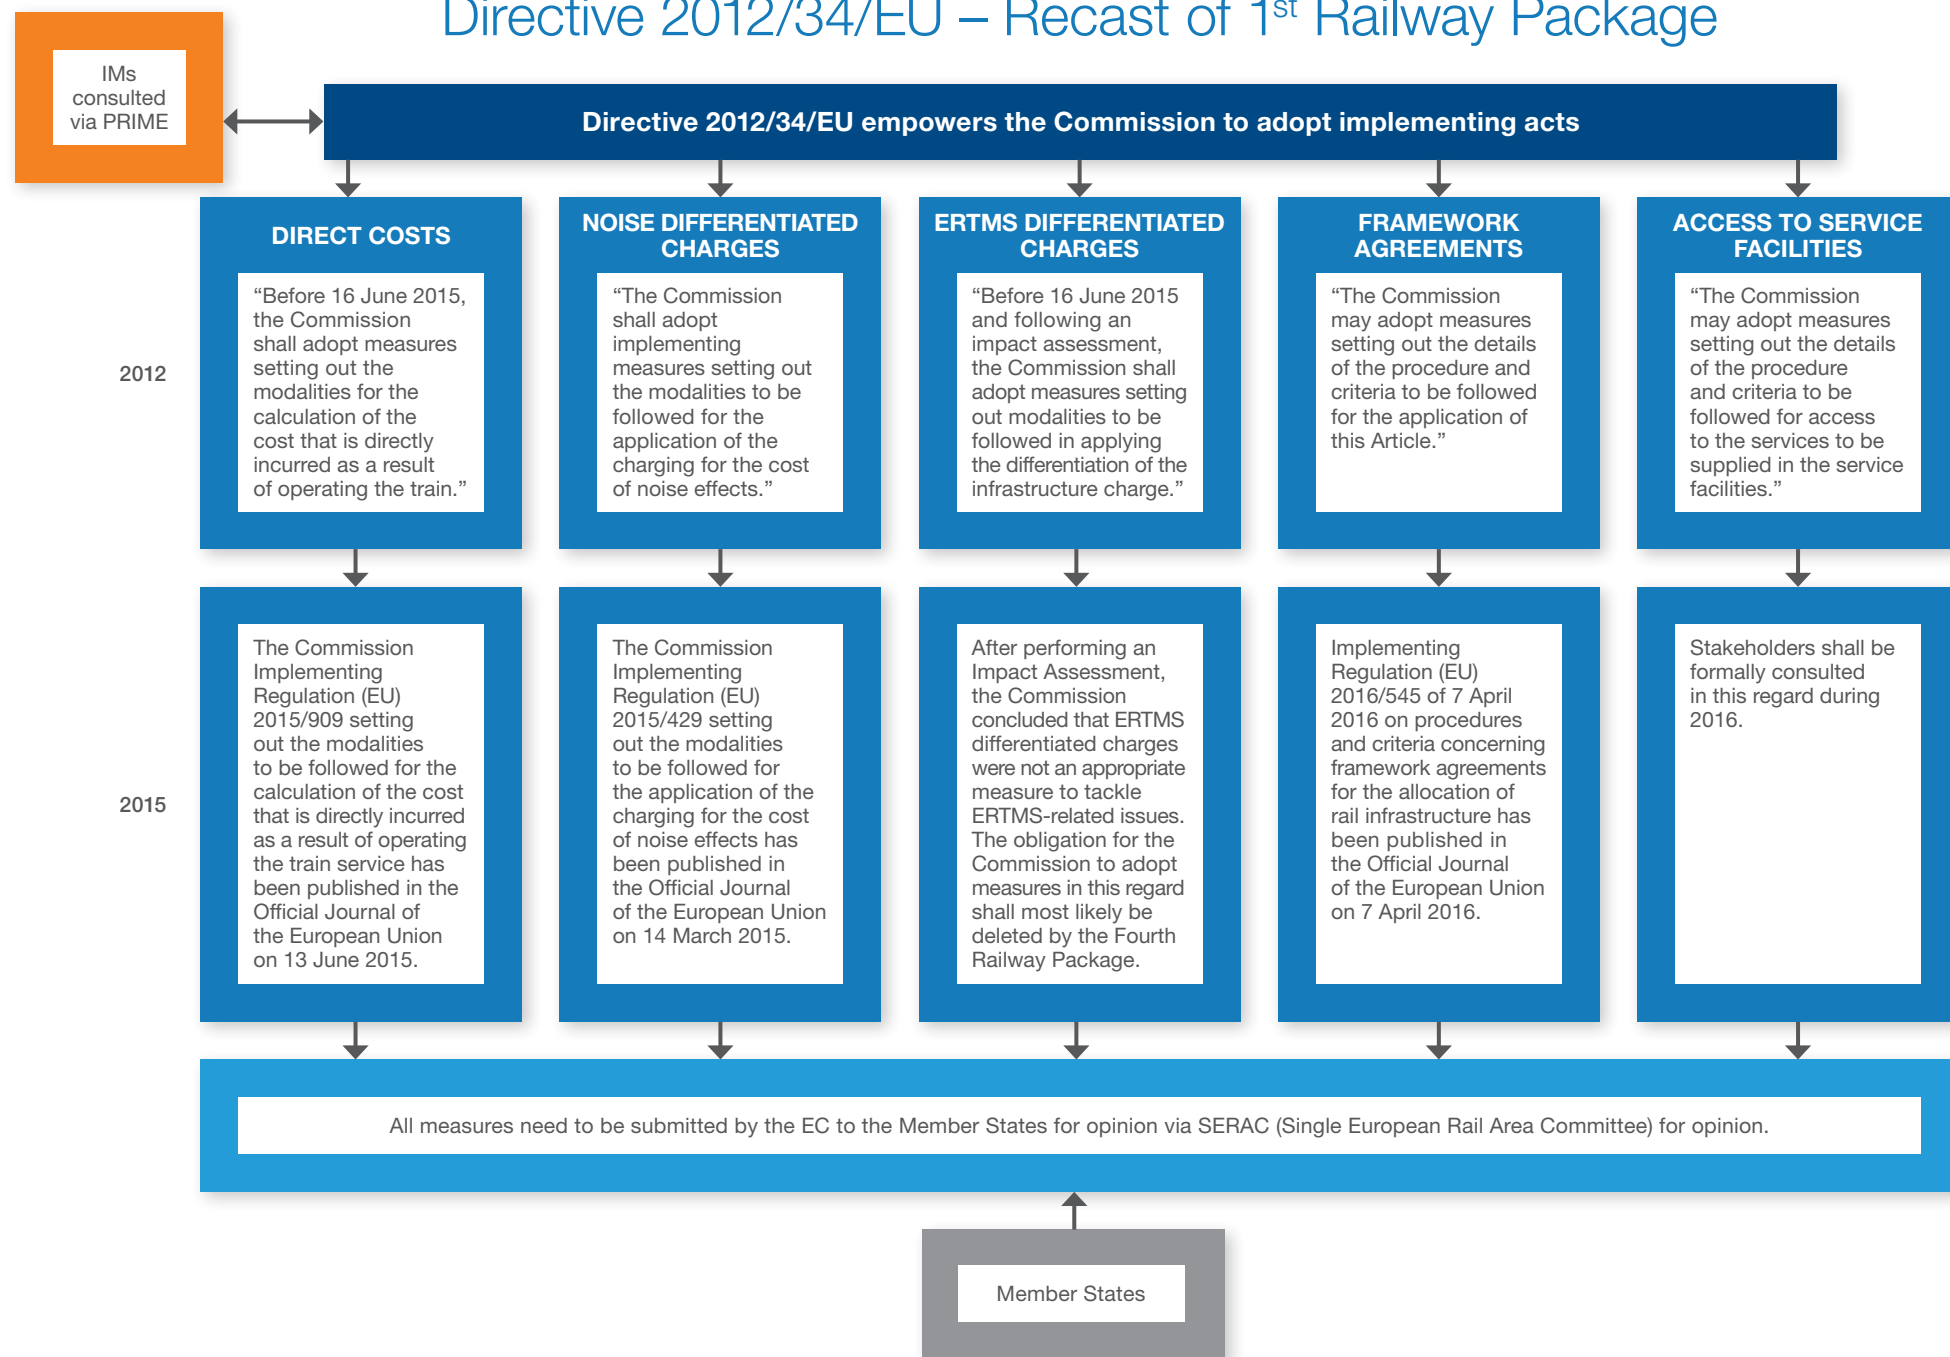 Directive 2012/34/EU – Recast of 1st Railway Package
IMs
consulted
via PRIME
Directive 2012/34/EU empowers the Commission to adopt implementing acts
2012
DIRECT COSTS
“Before 16 June 2015,
the Commission
shall adopt measures
setting out the
modalities for the
calculation of the
cost that is directly
incurred as a result
of operating the train.”
NOISE DIFFERENTIATED
CHARGES
“The Commission
shall adopt
implementing
measures setting out
the modalities to be
followed for the
application of the
charging for the cost
of noise effects.”
ERTMS DIFFERENTIATED
CHARGES
“Before 16 June 2015
and following an
impact assessment,
the Commission shall
adopt measures setting
out modalities to be
followed in applying
the differentiation of the
infrastructure charge.”
FRAMEWORK
AGREEMENTS
“The Commission
may adopt measures
setting out the details
of the procedure and
criteria to be followed
for the application of
this Article.”
ACCESS TO SERVICE
FACILITIES
“The Commission
may adopt measures
setting out the details
of the procedure
and criteria to be
followed for access
to the services to be
supplied in the service
facilities.”
2015
The Commission
Implementing
Regulation (EU)
2015/909 setting
out the modalities
to be followed for the
calculation of the cost
that is directly incurred
as a result of operating
the train service has
been published in the
Official Journal of
the European Union
on 13 June 2015.
The Commission
Implementing
Regulation (EU)
2015/429 setting
out the modalities
to be followed for
the application of the
charging for the cost
of noise effects has
been published in
the Official Journal
of the European Union
on 14 March 2015.
After performing an
Impact Assessment,
the Commission
concluded that ERTMS
differentiated charges
were not an appropriate
measure to tackle
ERTMS-related issues.
The obligation for the
Commission to adopt
measures in this regard
shall most likely be
deleted by the Fourth
Railway Package.
Implementing
Regulation (EU)
2016/545 of 7 April
2016 on procedures
and criteria concerning
framework agreements
for the allocation of
rail infrastructure has
been published in
the Official Journal
of the European Union
on 7 April 2016.
Stakeholders shall be
formally consulted
in this regard during
2016.
All measures need to be submitted by the EC to the Member States for opinion via SERAC (Single European Rail Area Committee) for opinion.
Member States